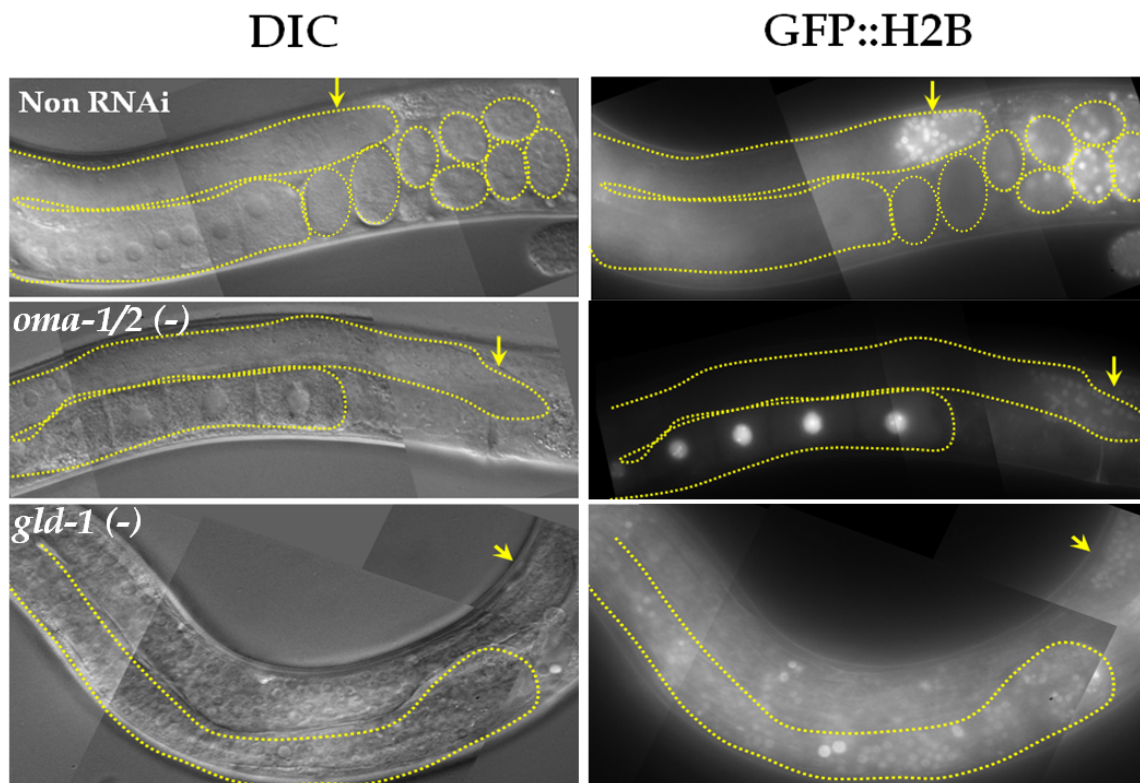 DIC
GFP::H2B
Non RNAi
oma-1/2 (-)
gld-1 (-)